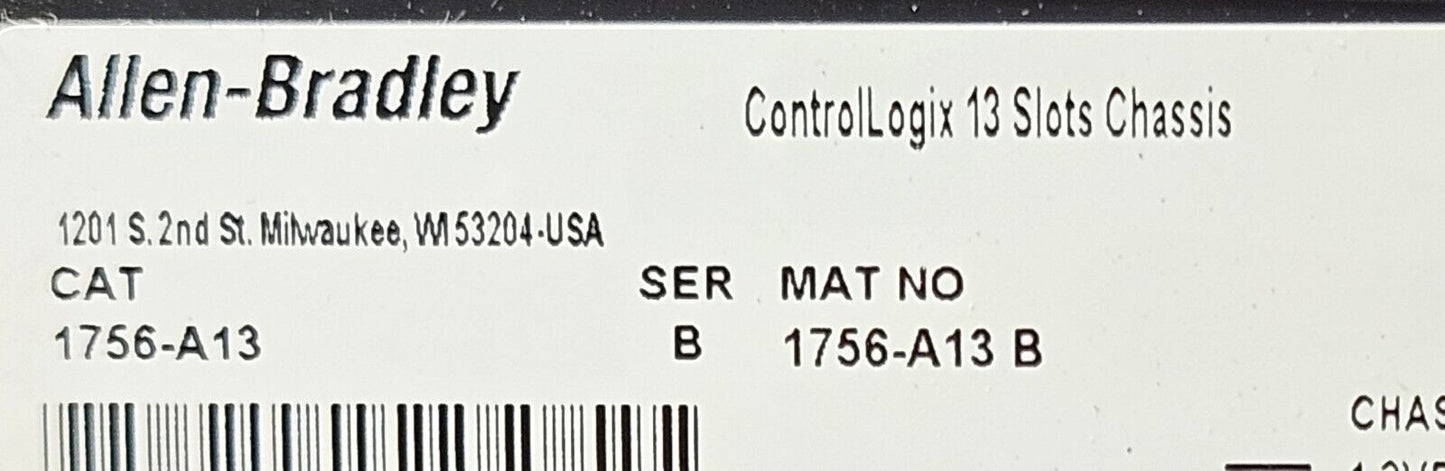 Allen-Bradley
ControlLogix 13 Slots Chassis
1201 S. 2nd St. Milwaukee, WI 53204-USA
CAT SER MAT NO
1756-A13 B 1756-A13 B